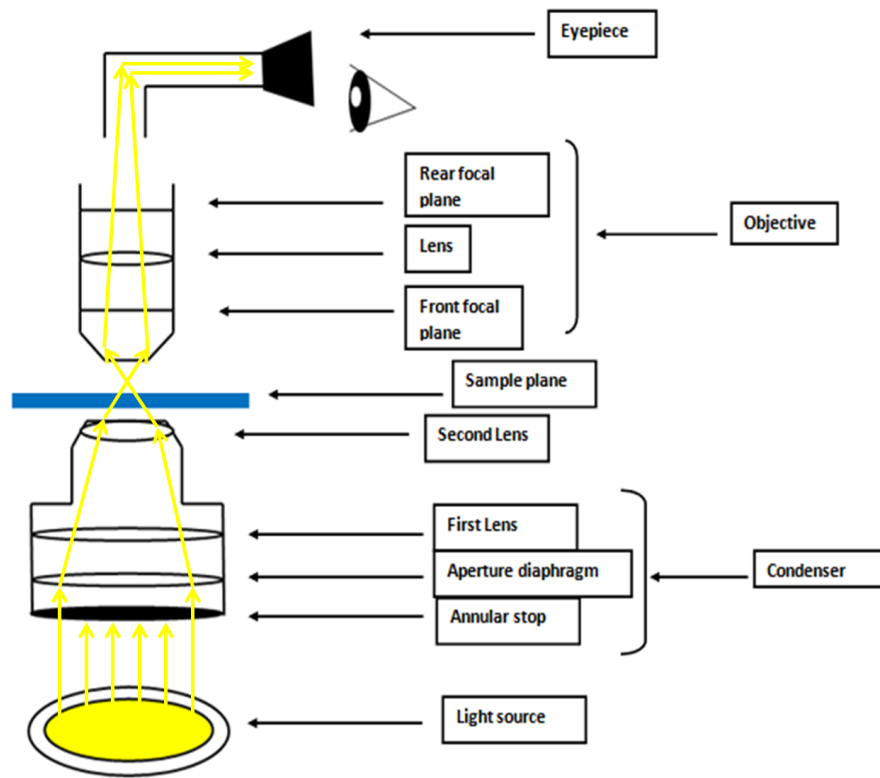 Eyepiece
Rear focal
plane
Objective
Lens
Front focal
plane
Sample plane
Second Lens
First Lens
Aperture diaphragm
Condenser
Annular stop
Light source